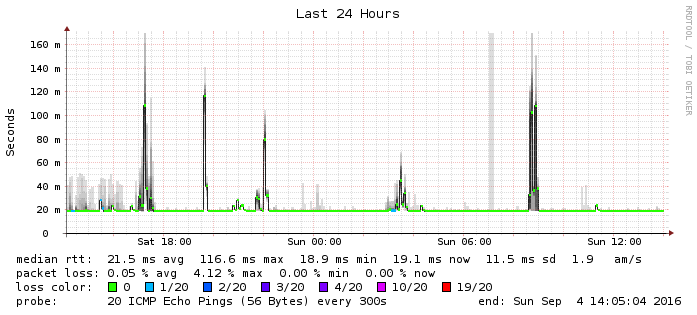 Last 24 Hours
RRDTOOL / TOBI OETIKER
Seconds
160 m
140 m
120 m
100 m
80 m
60 m
40 m
20 m
0
Sat 18:00 Sun 00:00 Sun 06:00 Sun 12:00
median rtt: 21.5 ms avg 116.6 ms max 18.9 ms min 19.1 ms now 11.5 ms sd 1.9 am/s
packet loss: 0.05 % avg 4.12 % max 0.00 % min 0.00 % now
loss color: 0 1/20 2/20 3/20 4/20 10/20 19/20
probe: 20 ICMP Echo Pings (56 Bytes) every 300s end: Sun Sep 4 14:05:04 2016